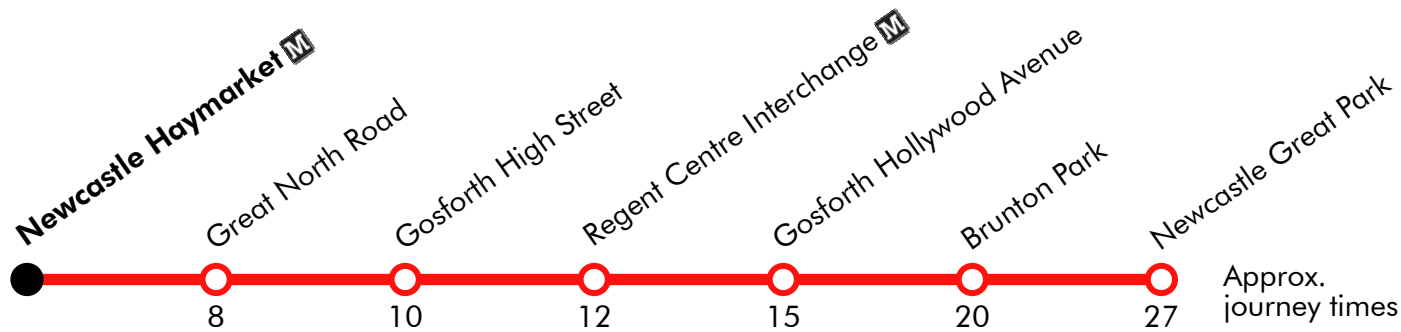 Newcastle Haymarket M
Great North Road
Gosforth High Street
Regent Centre Interchange M
Gosforth Hollywood Avenue
Brunton Park
Newcastle Great Park
8
10
12
15
20
27
Approx.
journey times